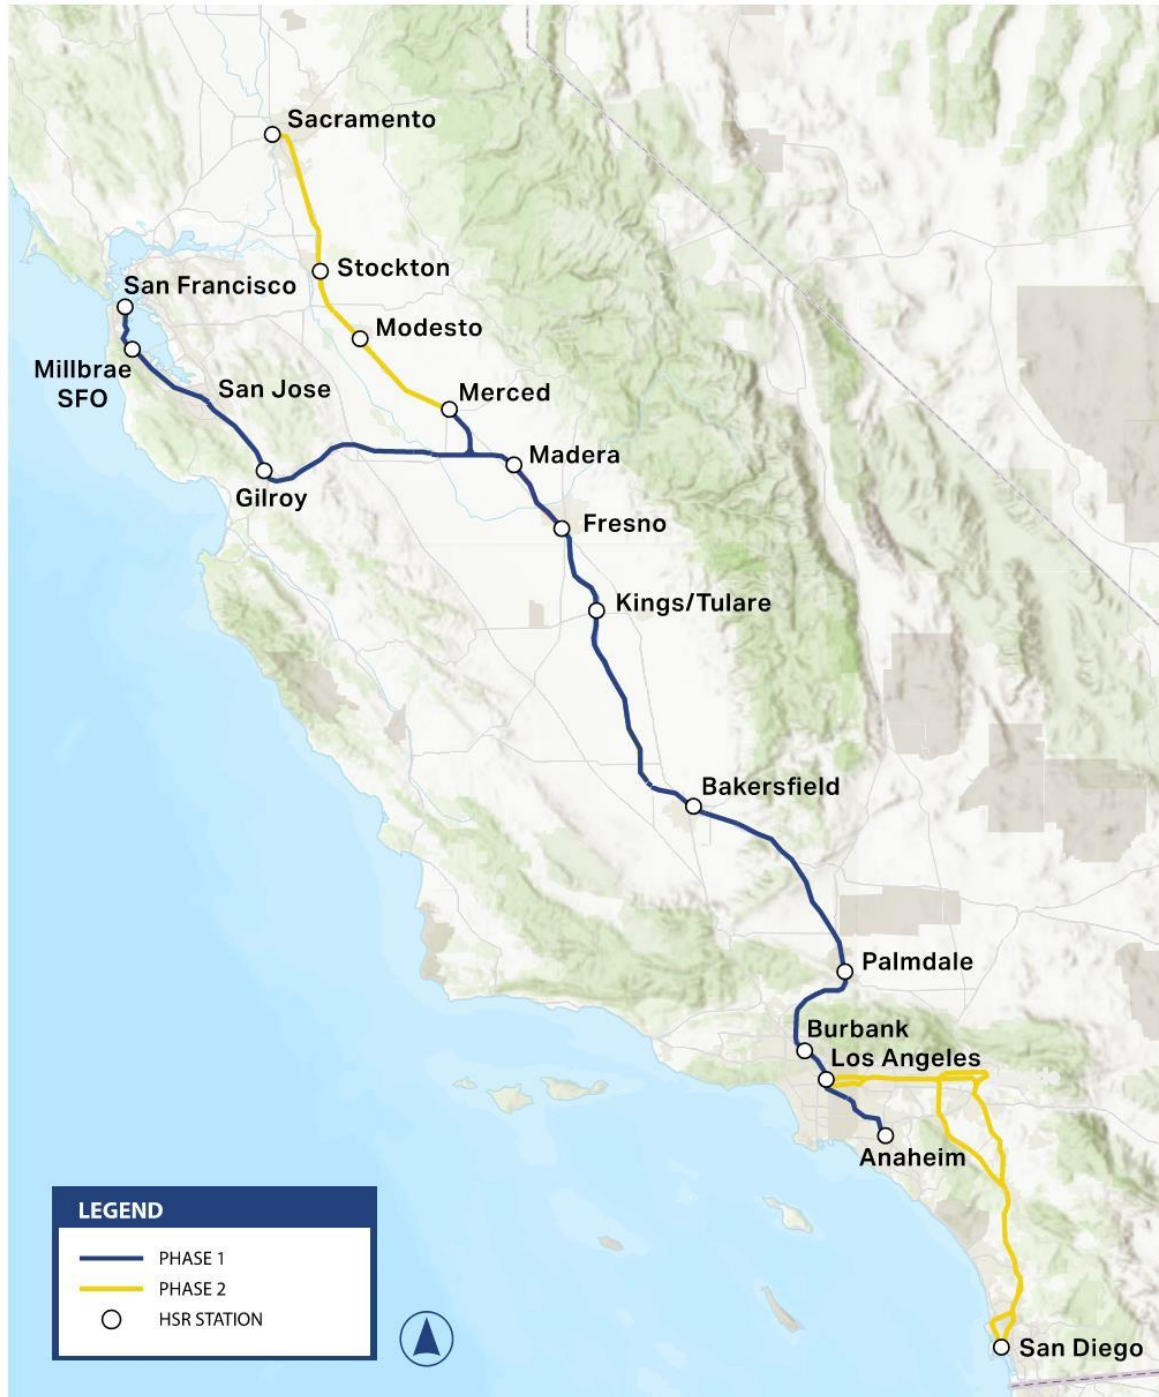 Sacramento
Stockton
San Francisco
Modesto
Millbrae
SFO
San Jose
Merced
Madera
Gilroy
Fresno
Kings/Tulare
Bakersfield
Palmdale
Burbank
Los Angeles
Anaheim
San Diego
LEGEND
PHASE 1
PHASE 2
HSR STATION